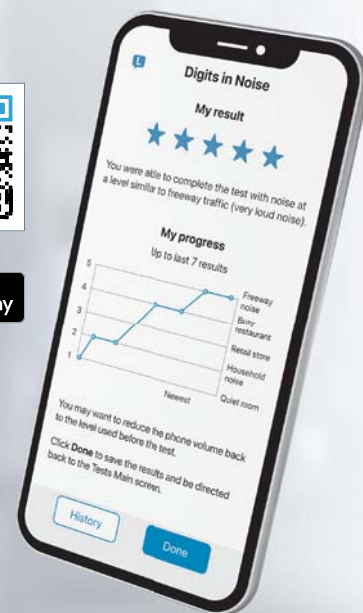 L
Digits in Noise
My result
You were able to complete the test with noise at
a level similar to freeway traffic (very loud noise).
My progress
Up to last 7 results
5
4
3
2
1
Freeway
noise
Busy
restaurant
Retail store
Household
noise
Quiet room
Newest
You may want to reduce the phone volume back
to the level used before the test.
Click Done to save the results and be directed
back to the Tests Main screen.
History
Done